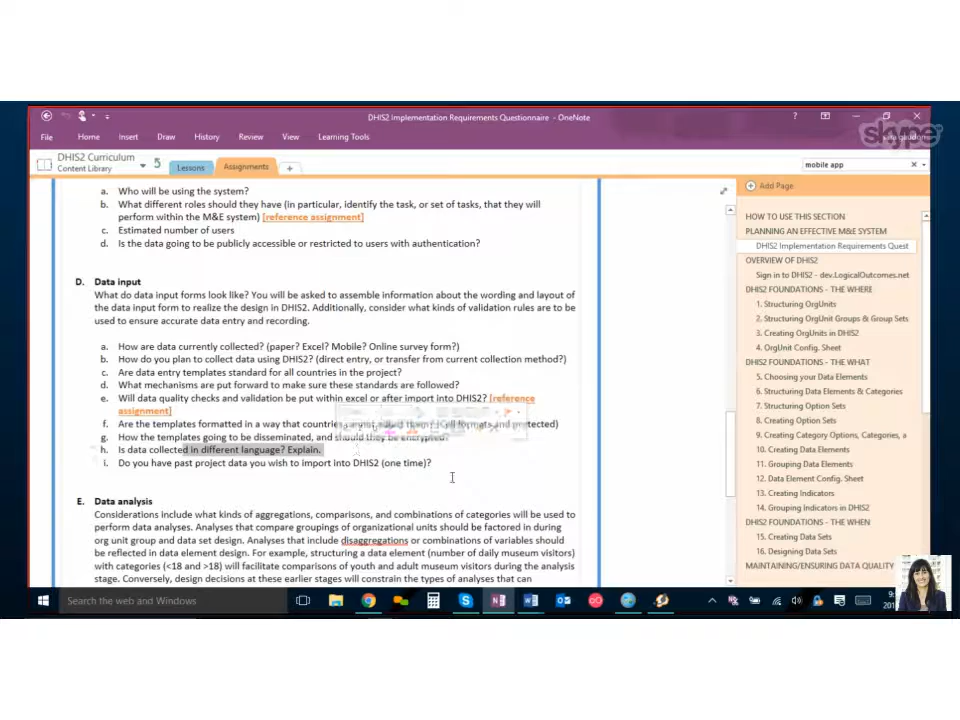 DHIS2 Implementation Requirements Questionnaire - OneNote
?
skype
File Home Insert Draw History Review View Learning Tools
DHIS2 Curriculum
Content Library
Lessons Assignments +
mobile app
a. Who will be using the system?
b. What different roles should they have (in particular, identify the task, or set of tasks, that they will
perform within the M&E system) [reference assignment]
c. Estimated number of users
d. Is the data going to be publicly accessible or restricted to users with authentication?
D. Data input
What do data input forms look like? You will be asked to assemble information about the wording and layout of
the data input form to realize the design in DHIS2. Additionally, consider what kinds of validation rules are to be
used to ensure accurate data entry and recording.
a. How are data currently collected? (paper? Excel? Mobile? Online survey form?)
b. How do you plan to collect data using DHIS2? (direct entry, or transfer from current collection method?)
c. Are data entry templates standard for all countries in the project?
d. What mechanisms are put forward to make sure these standards are followed?
e. Will data quality checks and validation be put within excel or after import into DHIS2? [reference
assignment]
f. Are the templates formatted in a way that countries cannot edit formats and protected)
g. How the templates going to be disseminated, and should they be encrypted?
h. Is data collected in different language? Explain.
i. Do you have past project data you wish to import into DHIS2 (one time)?
E. Data analysis
Considerations include what kinds of aggregations, comparisons, and combinations of categories will be used to
perform data analyses. Analyses that compare groupings of organizational units should be factored in during
org unit group and data set design. Analyses that include disaggregations or combinations of variables should
be reflected in data element design. For example, structuring a data element (number of daily museum visitors)
with categories (<18 and >18) will facilitate comparisons of youth and adult museum visitors during the analysis
stage. Conversely, design decisions at these earlier stages will constrain the types of analyses that can
Add Page
HOW TO USE THIS SECTION
PLANNING AN EFFECTIVE M&E SYSTEM
DHIS2 Implementation Requirements Quest
OVERVIEW OF DHIS2
Sign in to DHIS2 - dev.LogicalOutcomes.net
DHIS2 FOUNDATIONS - THE WHERE
1. Structuring OrgUnits
2. Structuring OrgUnit Groups & Group Sets
3. Creating OrgUnits in DHIS2
4. OrgUnit Config. Sheet
DHIS2 FOUNDATIONS - THE WHAT
5. Choosing your Data Elements
6. Structuring Data Elements & Categories
7. Structuring Option Sets
8. Creating Option Sets
9. Creating Category Options, Categories, a
10. Creating Data Elements
11. Grouping Data Elements
12. Data Element Config. Sheet
13. Creating Indicators
14. Grouping Indicators in DHIS2
DHIS2 FOUNDATIONS - THE WHEN
15. Creating Data Sets
16. Designing Data Sets
MAINTAINING/ENSURING DATA QUALITY
Search the web and Windows